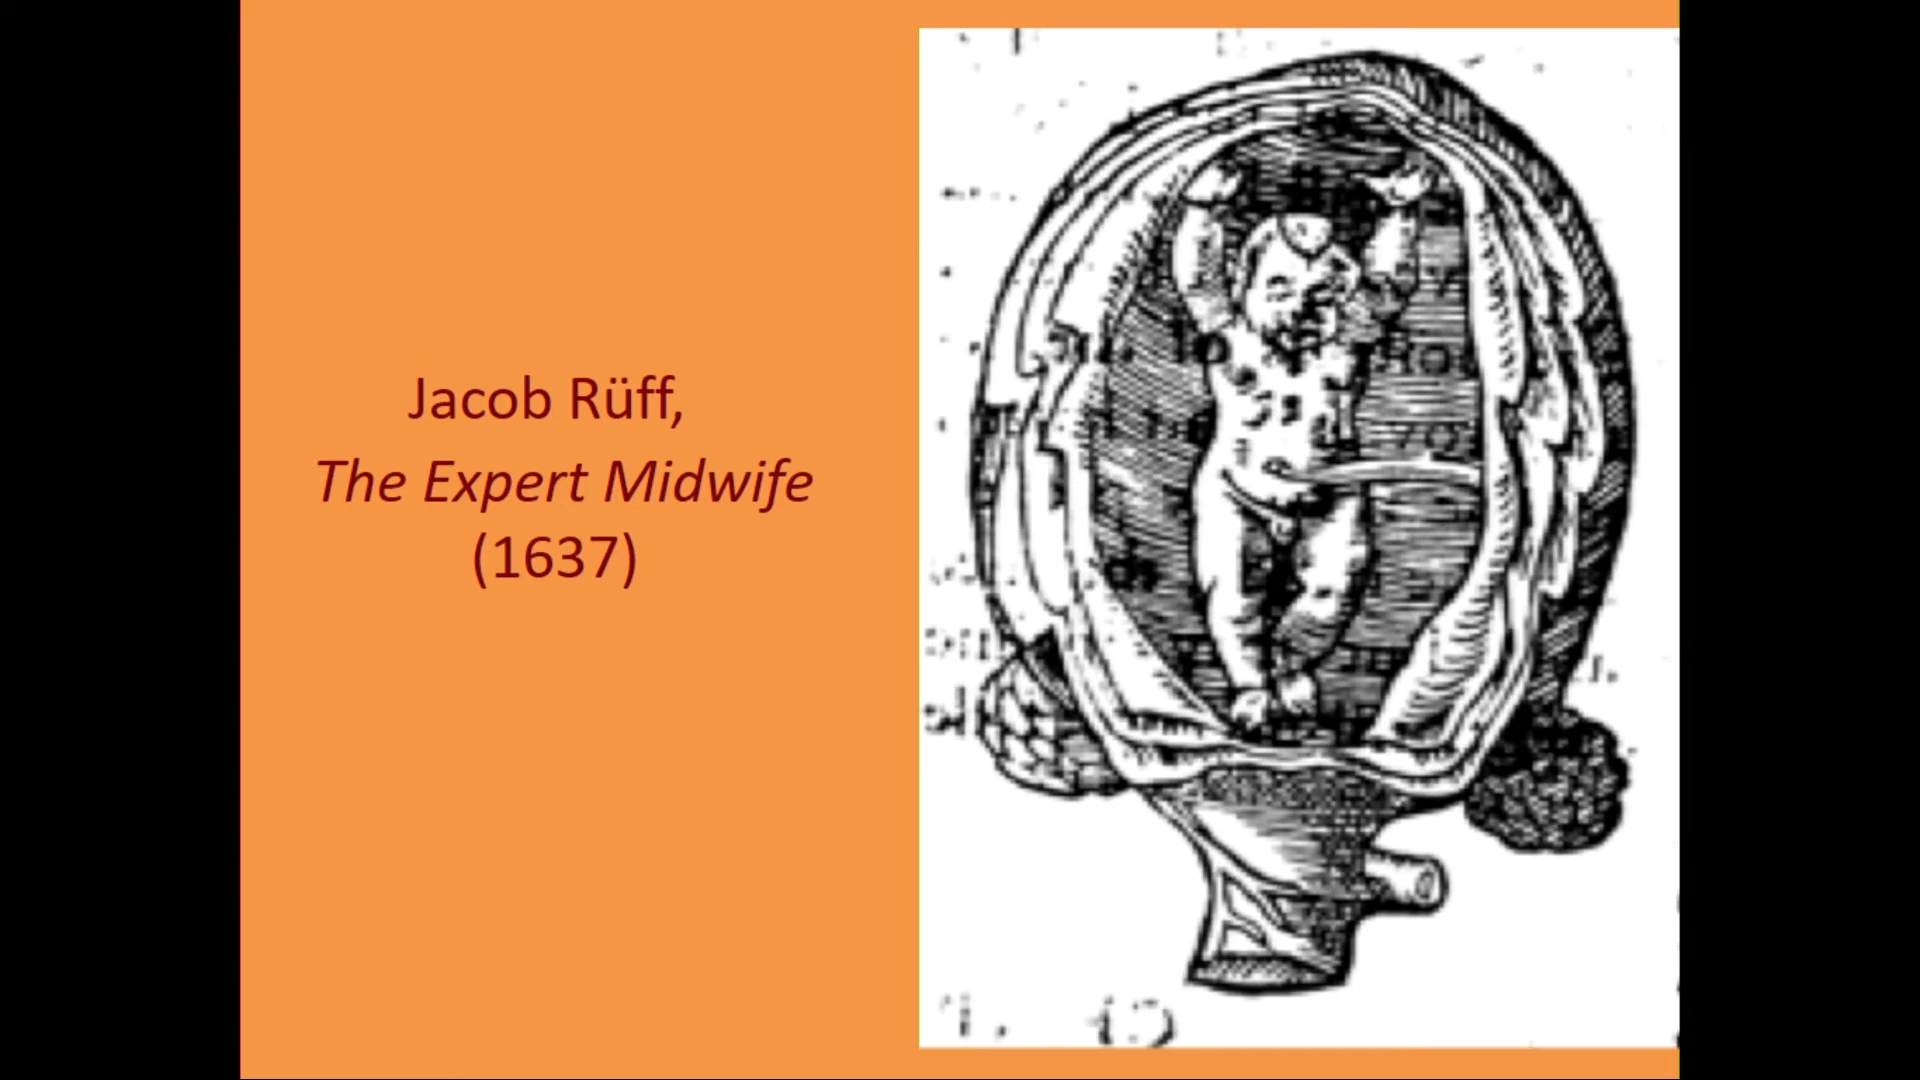 Jacob Rüff,
The Expert Midwife
(1637)